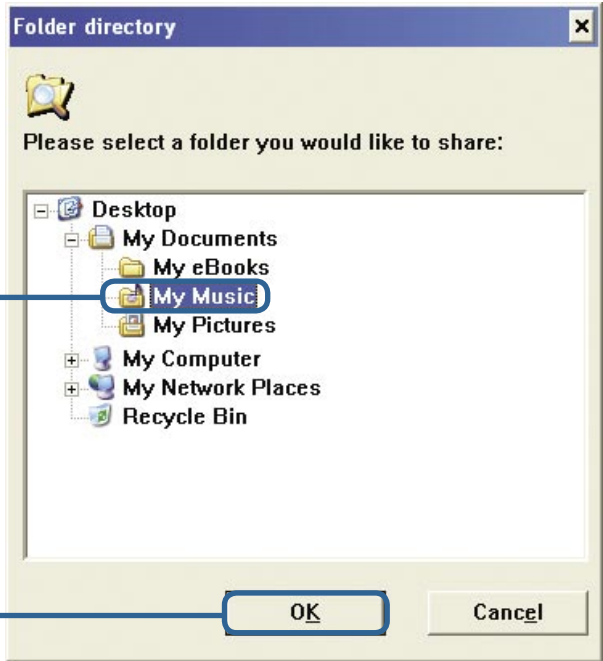 Folder directory
Please select a folder you would like to share:
Desktop
My Documents
My eBooks
My Music
My Pictures
My Computer
My Network Places
Recycle Bin
OK
Cancel